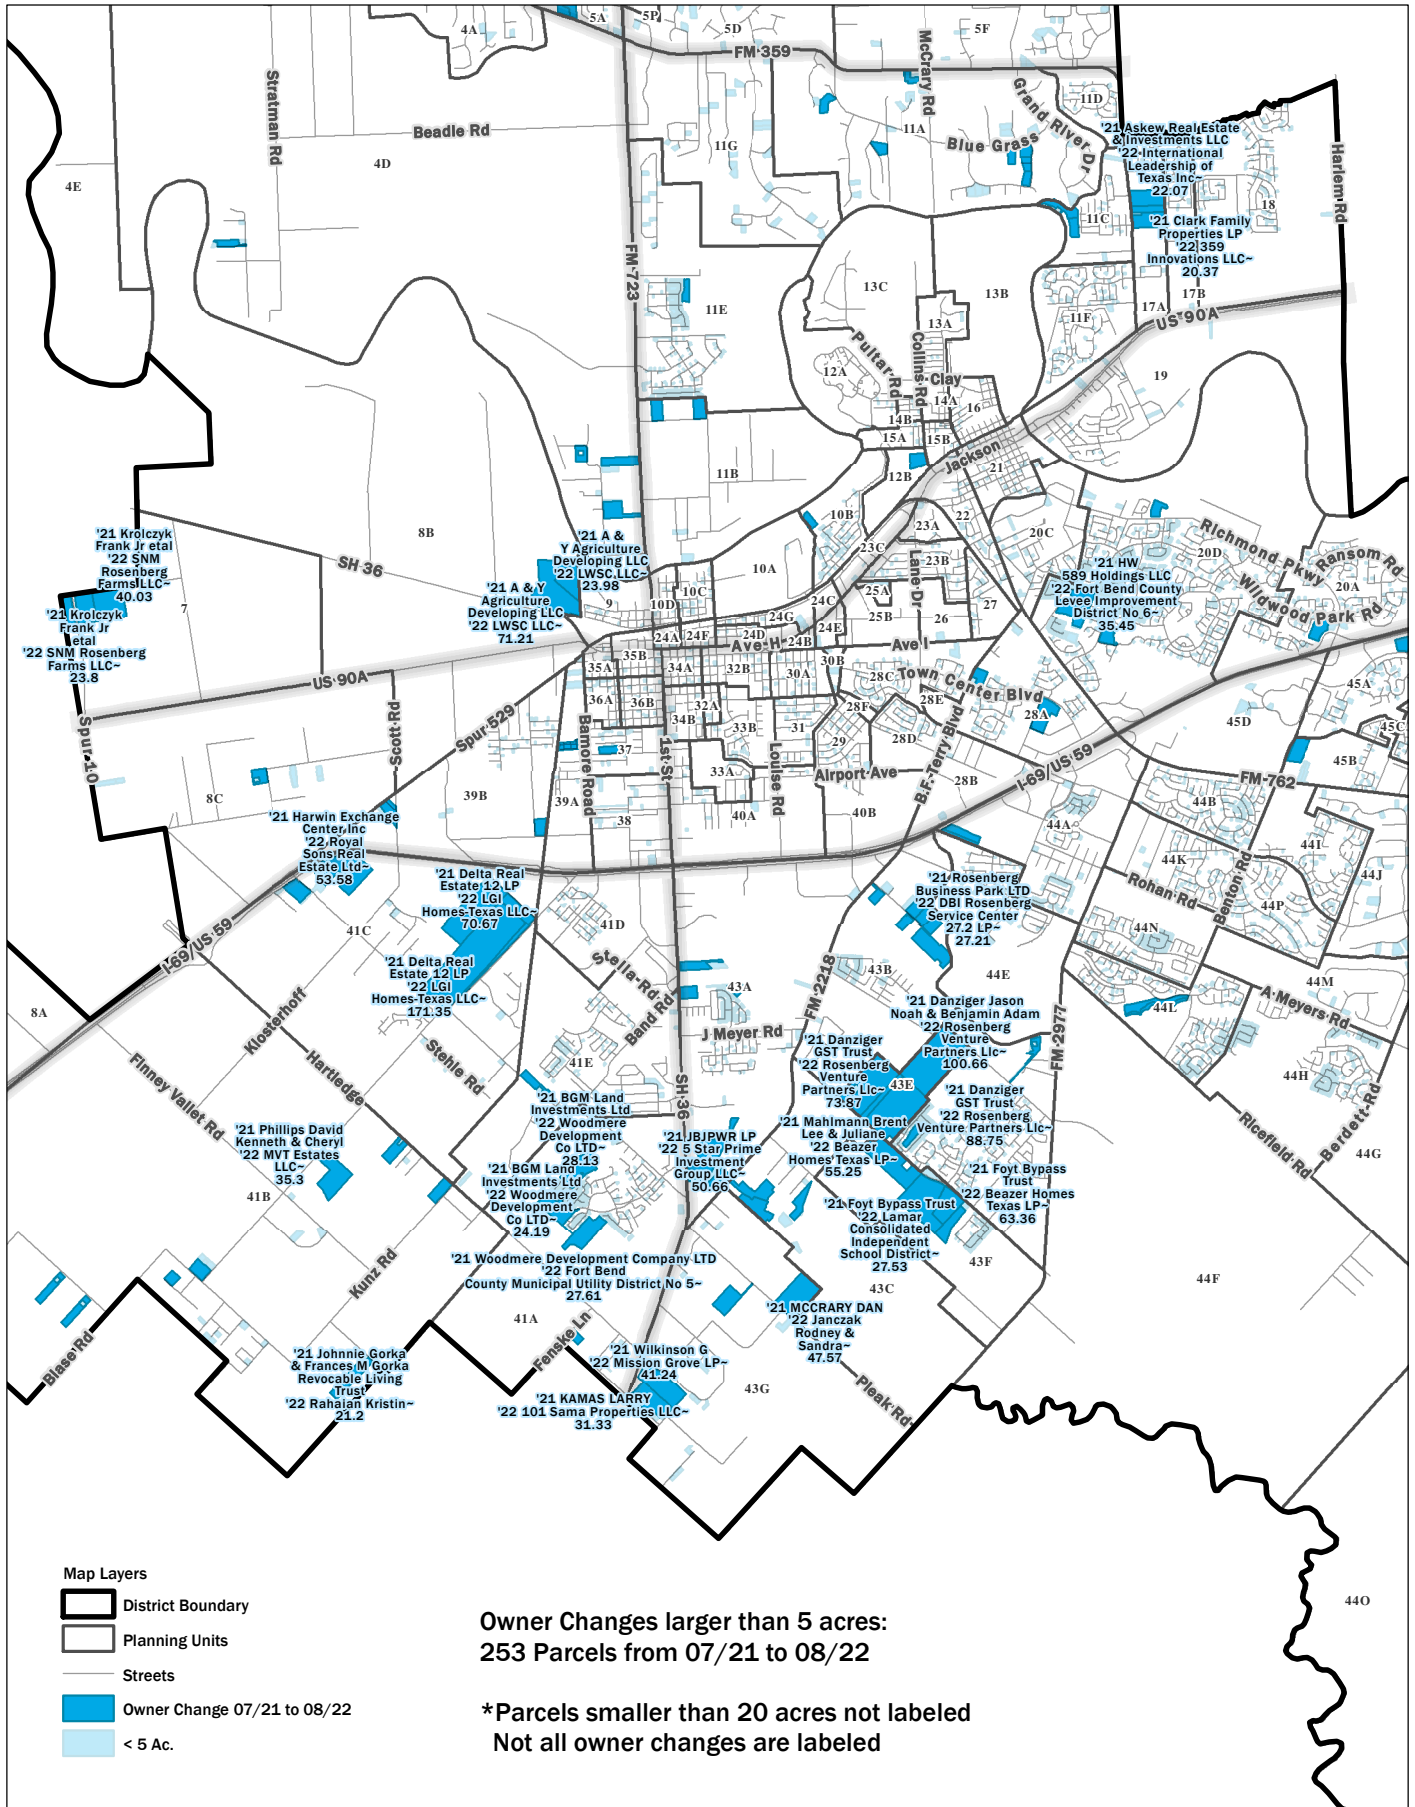 4A
5A
5P
5D
5F
FM 359
McCrary Rd
Stratman Rd
Beadle Rd
4D
4E
11G
11A
Blue Grass
Grand River Dr
11D
'21 Askew Real Estate
& Investments LLC
'22 International
Leadership of
Texas Inc~
22.07
Harlem Rd
18
11C
'21 Clark Family
Properties LP
'22 359
Innovations LLC~
20.37
FM 723
11E
13C
13B
13A
11F
17A
17B
US 90A
Pultar Rd
Collins Rd
12A
Clay
14A
16
14B
15A
15B
19
Jackson
21
11B
12B
8B
SH 36
10B
22
23A
20C
23C
Lane Dr
23B
20D
Richmond Pkwy
Ransom Rd
20A
Wildwood Park Rd
'21 Krolczyk
Frank Jr etal
'22 SNM
Rosenberg
Farms LLC~
40.03
7
'21 Krolczyk
Frank Jr
etal
'22 SNM Rosenberg
Farms LLC~
23.8
'21 A &
Y Agriculture
Developing LLC
'22 LWSC LLC~
23.98
'21 A & Y
Agriculture
Developing LLC
'22 LWSC LLC~
71.21
9
10A
10C
10D
'21 HW
589 Holdings LLC
'22 Fort Bend County
Levee Improvement
District No 6~
35.45
25A
25B
26
27
24C
24G
24E
24A
24F
24D
24B
Ave H
Ave I
35B
35A
34A
32B
30A
30B
28C
Town Center Blvd
US 90A
Spur 10
Scott Rd
Spur 529
36A
36B
32A
34B
33B
31
28F
28E
28D
28A
29
45A
45D
45C
45B
Bamore Road
37
1st St
33A
Louise Rd
Airport Ave
B.F. Terry Blvd
28B
I-69/US 59
FM 762
8C
39B
39A
38
40A
40B
44A
44B
44I
'21 Harwin Exchange
Center Inc
'22 Royal
Sons Real
Estate Ltd~
53.58
44K
Rohan Rd
Benton Rd
44J
44P
'21 Delta Real
Estate 12 LP
'22 LGI
Homes-Texas LLC~
70.67
'21 Rosenberg
Business Park LTD
'22 DBI Rosenberg
Service Center
27.2 LP~
27.21
41C
41D
44N
I-69/US 59
'21 Delta Real
Estate 12 LP
'22 LGI
Homes-Texas LLC~
171.35
Stella Rd
Band Rd
43A
43B
44E
44M
8A
44L
A Meyers Rd
Klosterhoff
J Meyer Rd
FM 2218
FM 2977
'21 Danziger Jason
Noah & Benjamin Adam
'22 Rosenberg
Venture
Partners Llc~
100.66
'21 Danziger
GST Trust
'22 Rosenberg
Venture
Partners Llc~
73.87
Finney Vallet Rd
Hartledge
Stehle Rd
41E
43E
44H
SH 36
'21 BGM Land
Investments Ltd
'22 Woodmere
Development
Co LTD~
28.13
'21 Danziger
GST Trust
'22 Rosenberg
Venture Partners Llc~
88.75
'21 Mahlmann Brent
Lee & Juliane
'22 Beazer
Homes Texas LP~
55.25
Ricefield Rd
Berdett Rd
44G
'21 Phillips David
Kenneth & Cheryl
'22 MVT Estates
LLC~
35.3
'21 JBJPWR LP
'22 5 Star Prime
Investment
Group LLC~
50.66
'21 BGM Land
Investments Ltd
'22 Woodmere
Development
Co LTD~
24.19
'21 Foyt Bypass
Trust
'22 Beazer Homes
Texas LP~
63.36
41B
'21 Foyt Bypass Trust
'22 Lamar
Consolidated
Independent
School District~
27.53
'21 Woodmere Development Company LTD
'22 Fort Bend
County Municipal Utility District No 5~
27.61
Kunz Rd
43F
43C
44F
'21 MCCRARY DAN
'22 Janczak
Rodney &
Sandra~
47.57
41A
Fenske Ln
Blase Rd
'21 Johnnie Gorka
& Frances M Gorka
Revocable Living
Trust
'22 Rahaian Kristin~
21.2
'21 Wilkinson G
'22 Mission Grove LP~
41.24
43G
Pleak Rd
'21 KAMAS LARRY
'22 101 Sama Properties LLC~
31.33
44O
Map Layers
District Boundary
Planning Units
Streets
Owner Change 07/21 to 08/22
< 5 Ac.
Owner Changes larger than 5 acres:
253 Parcels from 07/21 to 08/22
*Parcels smaller than 20 acres not labeled
Not all owner changes are labeled